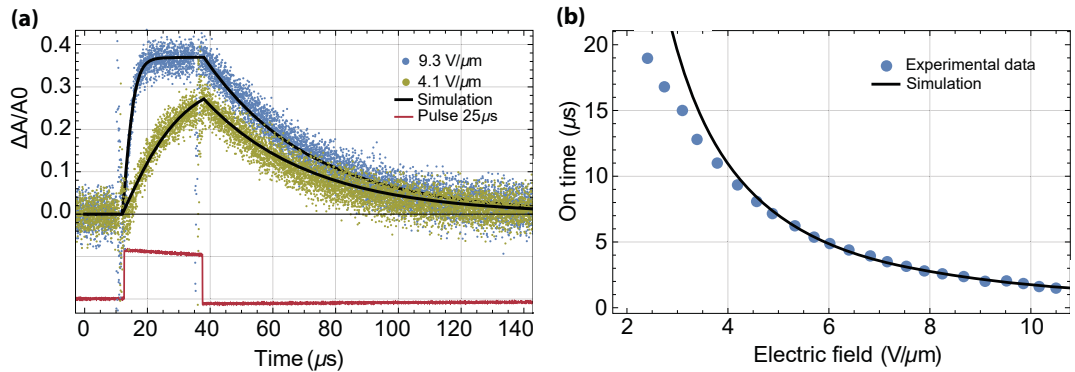 (a)
ΔA/A0
0.4
0.3
0.2
0.1
0.0
9.3 V/μm
4.1 V/μm
Simulation
Pulse 25μs
0 20 40 60 80 100 120 140
Time (μs)
(b)
On time (μs)
20
15
10
5
0
Experimental data
Simulation
2 4 6 8 10
Electric field (V/μm)